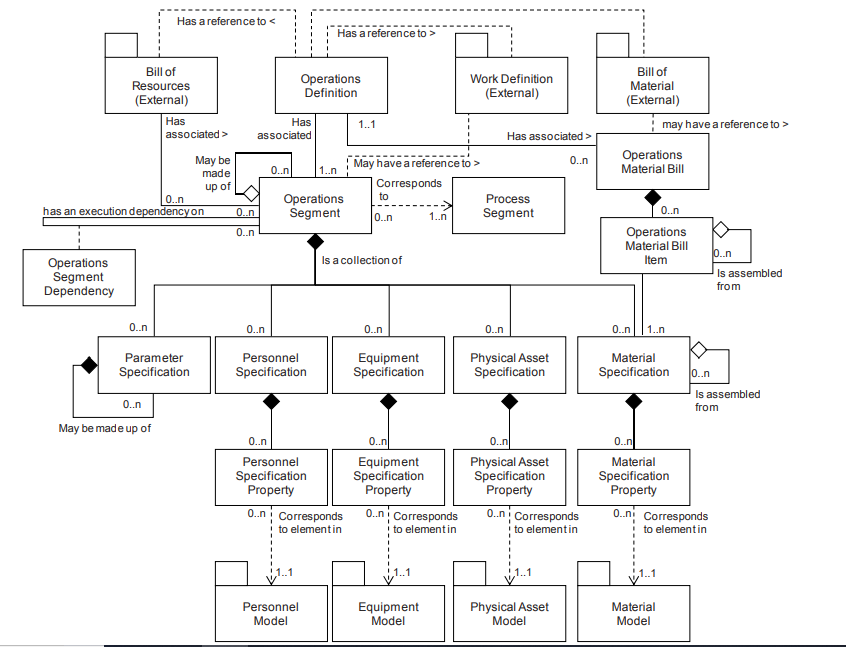 Has a reference to <
Has a reference to >
Bill of
Resources
(External)
Operations
Definition
Work Definition
(External)
Bill of
Material
(External)
Has
associated >
Has
associated
1..1
may have a reference to >
Has associated >
0..n
Operations
Material Bill
May be
made
up of
0..n
1..n
May have a reference to >
Corresponds
to
0..n
Operations
Segment
0..n
1..n
Process
Segment
has an execution dependency on
0..n
0..n
0..n
Operations
Material Bill
Item
0..n
Is assembled
from
Operations
Segment
Dependency
Is a collection of
0..n
0..n
0..n
0..n
0..n
1..n
Parameter
Specification
Personnel
Specification
Equipment
Specification
Physical Asset
Specification
Material
Specification
0..n
Is assembled
from
0..n
May be made up of
0..n
0..n
0..n
0..n
Personnel
Specification
Property
Equipment
Specification
Property
Physical Asset
Specification
Property
Material
Specification
Property
0..n
Corresponds
to element in
0..n
Corresponds
to element in
0..n
Corresponds
to element in
0..n
Corresponds
to element in
1..1
1..1
1..1
1..1
Personnel
Model
Equipment
Model
Physical Asset
Model
Material
Model